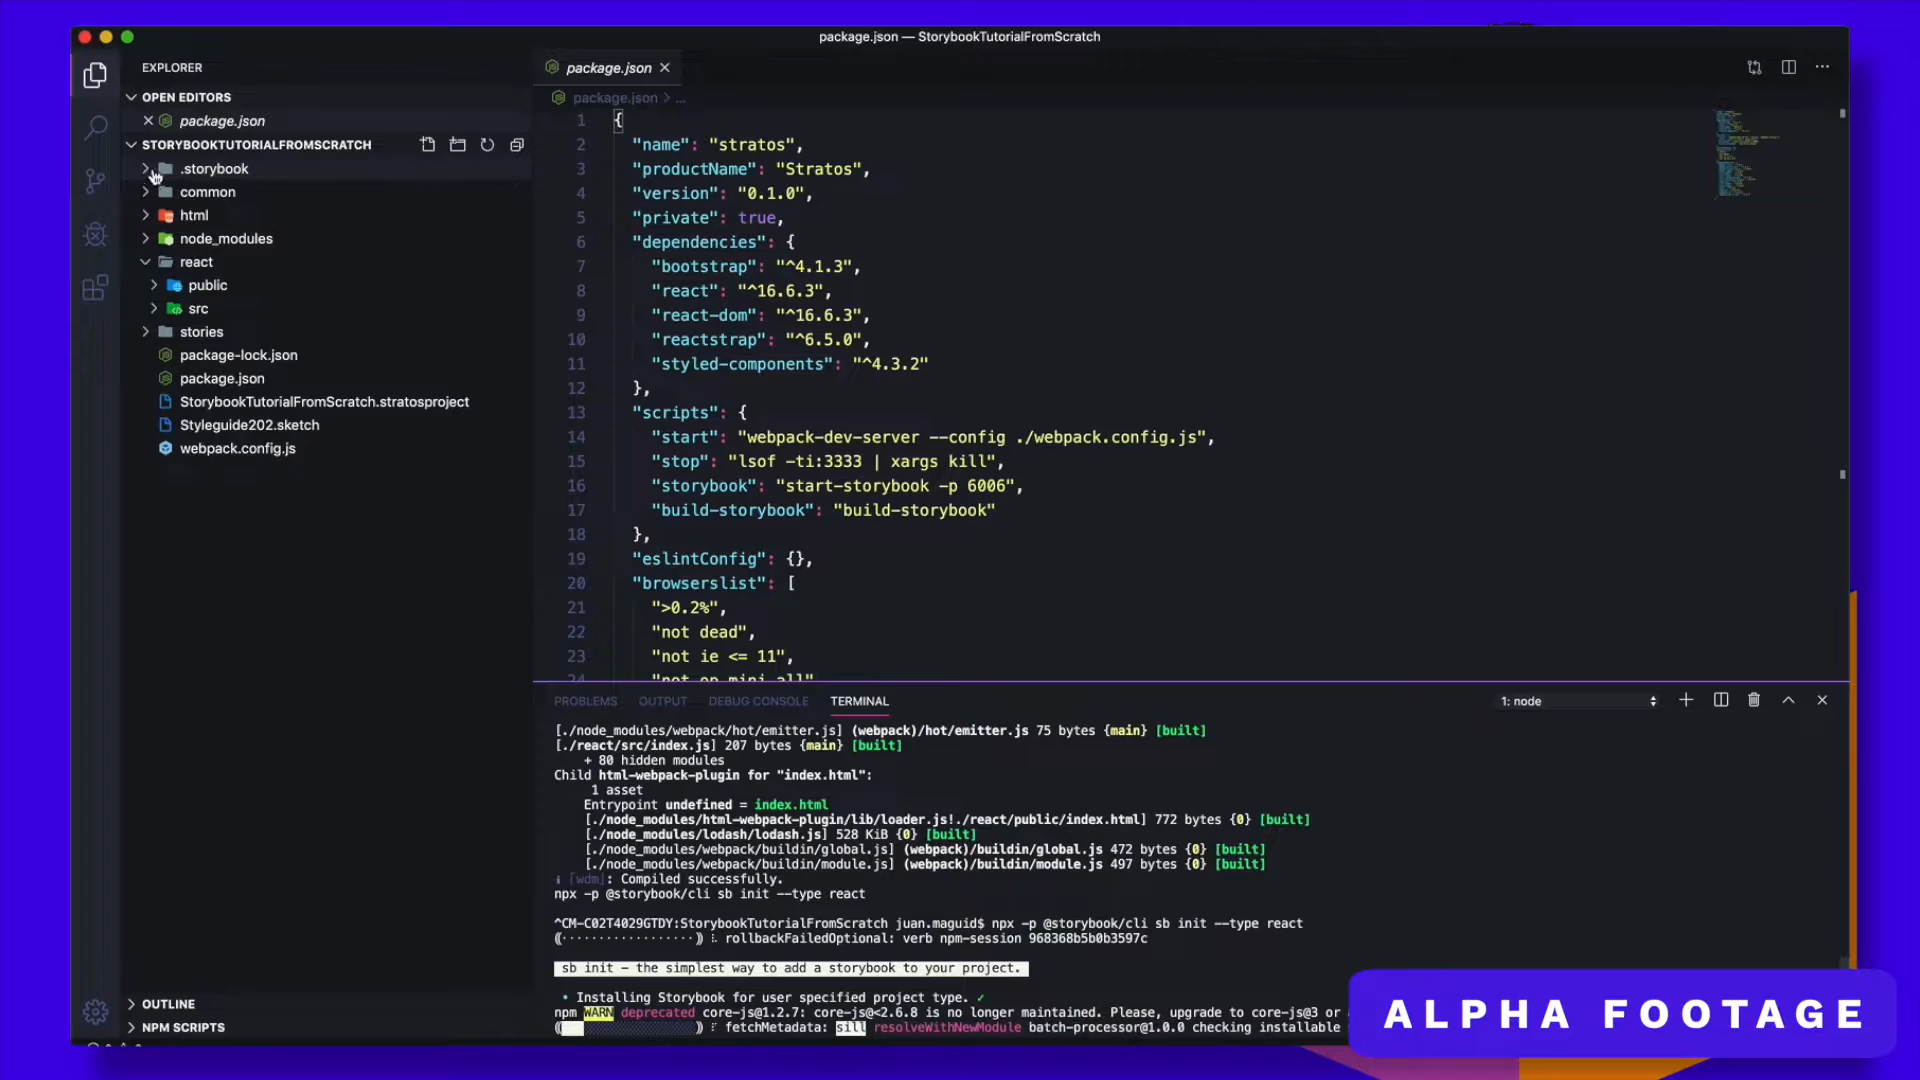 package.json — StorybookTutorialFromScratch
EXPLORER
OPEN EDITORS
package.json
STORYBOOKTUTORIALFROMSCRATCH
.storybook
common
html
node_modules
react
public
src
stories
package-lock.json
package.json
StorybookTutorialFromScratch.stratosproject
Styleguide202.sketch
webpack.config.js
OUTLINE
NPM SCRIPTS
package.json
package.json > ...
1 {
2 "name": "stratos",
3 "productName": "Stratos",
4 "version": "0.1.0",
5 "private": true,
6 "dependencies": {
7 "bootstrap": "^4.1.3",
8 "react": "^16.6.3",
9 "react-dom": "^16.6.3",
10 "reactstrap": "^6.5.0",
11 "styled-components": "^4.3.2"
12 },
13 "scripts": {
14 "start": "webpack-dev-server --config ./webpack.config.js",
15 "stop": "lsof -ti:3333 | xargs kill",
16 "storybook": "start-storybook -p 6006",
17 "build-storybook": "build-storybook"
18 },
19 "eslintConfig": {},
20 "browserslist": [
21 ">0.2%",
22 "not dead",
23 "not ie <= 11",
24 "not op_mini all"
PROBLEMS OUTPUT DEBUG CONSOLE TERMINAL 1: node
[./node_modules/webpack/hot/emitter.js] (webpack)/hot/emitter.js 75 bytes {main} [built]
[./react/src/index.js] 207 bytes {main} [built]
+ 80 hidden modules
Child html-webpack-plugin for "index.html":
1 asset
Entrypoint undefined = index.html
[./node_modules/html-webpack-plugin/lib/loader.js!./react/public/index.html] 772 bytes {0} [built]
[./node_modules/lodash/lodash.js] 528 KiB {0} [built]
[./node_modules/webpack/buildin/global.js] (webpack)/buildin/global.js 472 bytes {0} [built]
[./node_modules/webpack/buildin/module.js] (webpack)/buildin/module.js 497 bytes {0} [built]
ℹ ｢wdm｣: Compiled successfully.
npx -p @storybook/cli sb init --type react
^CM-C02T4029GTDY:StorybookTutorialFromScratch juan.maguid$ npx -p @storybook/cli sb init --type react
(··················) ⠸ rollbackFailedOptional: verb npm-session 968368b5b0b3597c
sb init - the simplest way to add a storybook to your project.
• Installing Storybook for user specified project type. ✓
npm WARN deprecated core-js@1.2.7: core-js@<2.6.8 is no longer maintained. Please, upgrade to core-js@3 or
fetchMetadata: sill resolveWithNewModule batch-processor@1.0.0 checking installable
ALPHA FOOTAGE